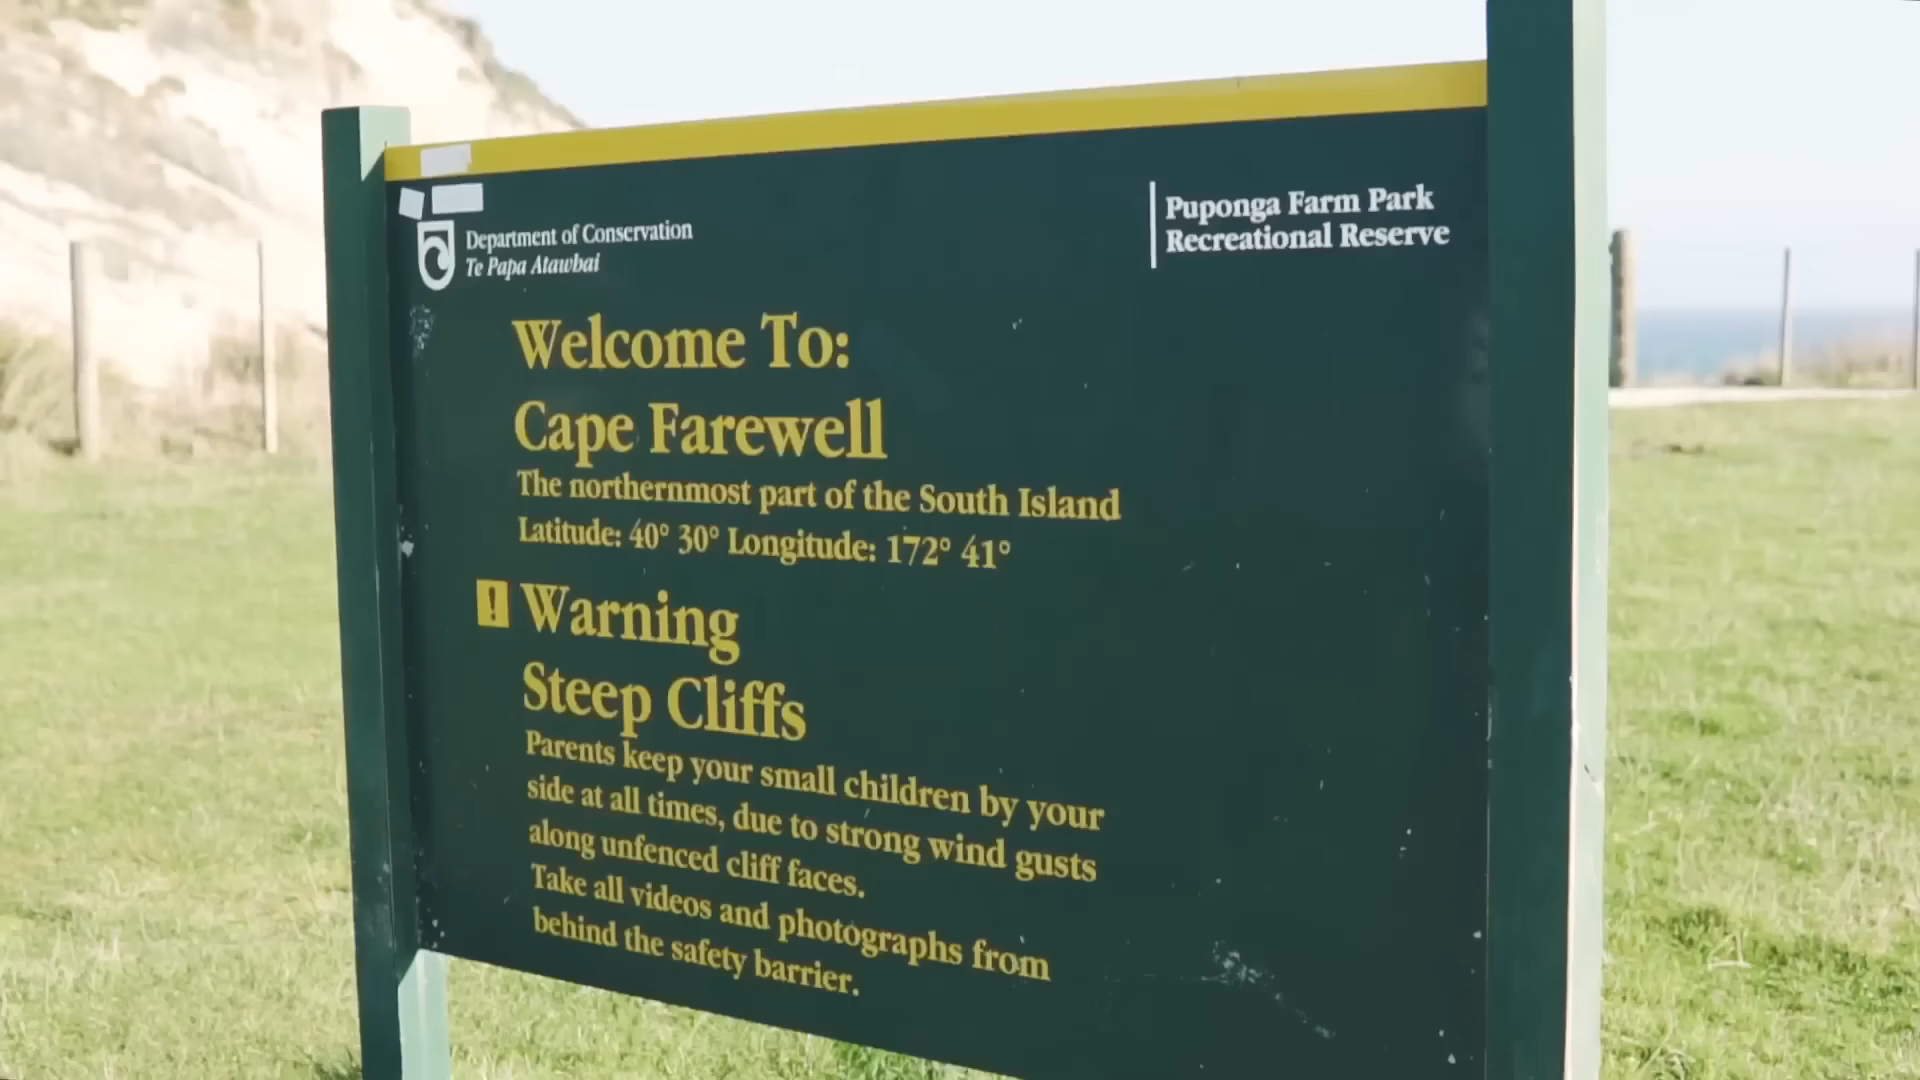 Department of Conservation
Te Papa Atawbai
Puponga Farm Park
Recreational Reserve
Welcome To:
Cape Farewell
The northernmost part of the South Island
Latitude: 40° 30° Longitude: 172° 41°
! Warning
Steep Cliffs
Parents keep your small children by your
side at all times, due to strong wind gusts
along unfenced cliff faces.
Take all videos and photographs from
behind the safety barrier.